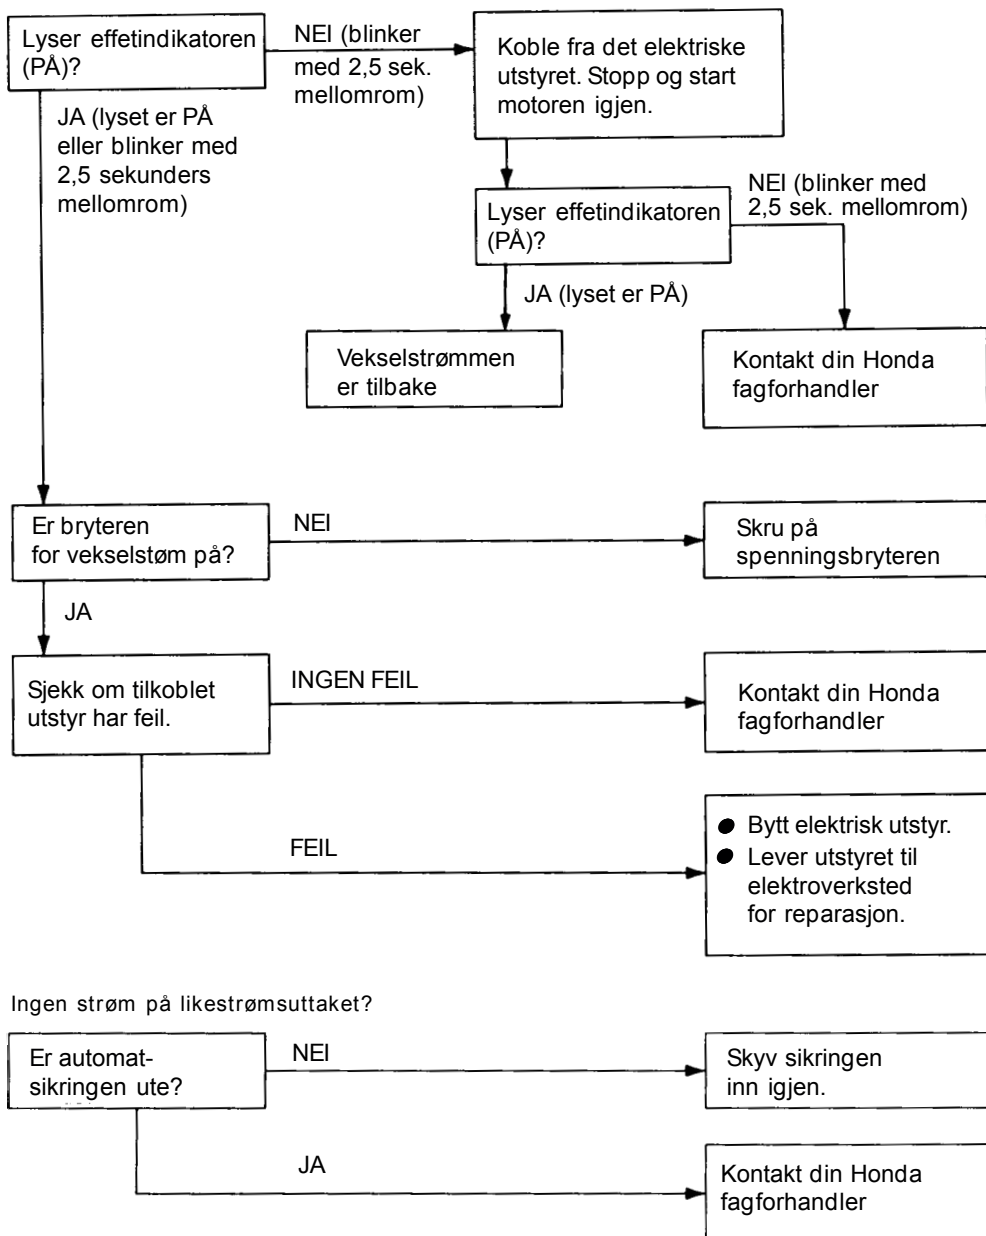 Lyser effetindikatoren
(PÅ)?
NEI (blinker
med 2,5 sek.
mellomrom)
Koble fra det elektriske
utstyret. Stopp og start
motoren igjen.
JA (lyset er PÅ
eller blinker med
2,5 sekunders
mellomrom)
Lyser effetindikatoren
(PÅ)?
NEI (blinker med
2,5 sek. mellomrom)
JA (lyset er PÅ)
Vekselstrømmen
er tilbake
Kontakt din Honda
fagforhandler
Er bryteren
for vekselstøm på?
NEI
Skru på
spenningsbryteren
JA
Sjekk om tilkoblet
utstyr har feil.
INGEN FEIL
Kontakt din Honda
fagforhandler
FEIL
● Bytt elektrisk utstyr.
● Lever utstyret til
elektroverksted
for reparasjon.
Ingen strøm på likestrømsuttaket?
Er automat-
sikringen ute?
NEI
Skyv sikringen
inn igjen.
JA
Kontakt din Honda
fagforhandler